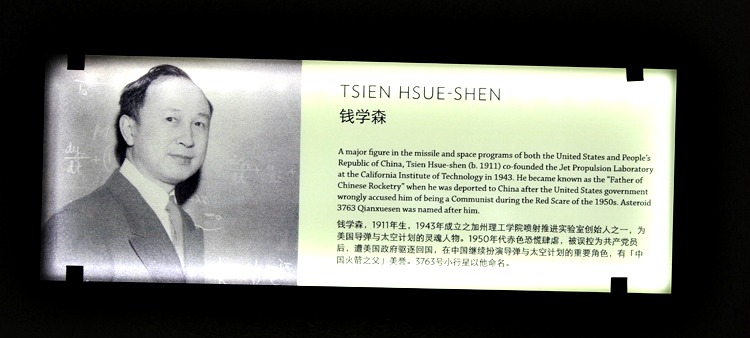 TSIEN HSUE-SHEN
钱学森
A major figure in the missile and space programs of both the United States and People's
Republic of China, Tsien Hsue-shen (b. 1911) co-founded the Jet Propulsion Laboratory
at the California Institute of Technology in 1943. He became known as the "Father of
Chinese Rocketry" when he was deported to China after the United States government
wrongly accused him of being a Communist during the Red Scare of the 1950s. Asteroid
3763 Qianxuesen was named after him.
钱学森，1911年生，1943年成立之加州理工学院喷射推进实验室创始人之一，为
美国导弹与太空计划的灵魂人物。1950年代赤色恐慌肆虐，被误控为共产党员
后，遭美国政府驱逐回国，在中国继续扮演导弹与太空计划的重要角色，有「中
国火箭之父」美誉。3763号小行星以他命名。
dy
dt